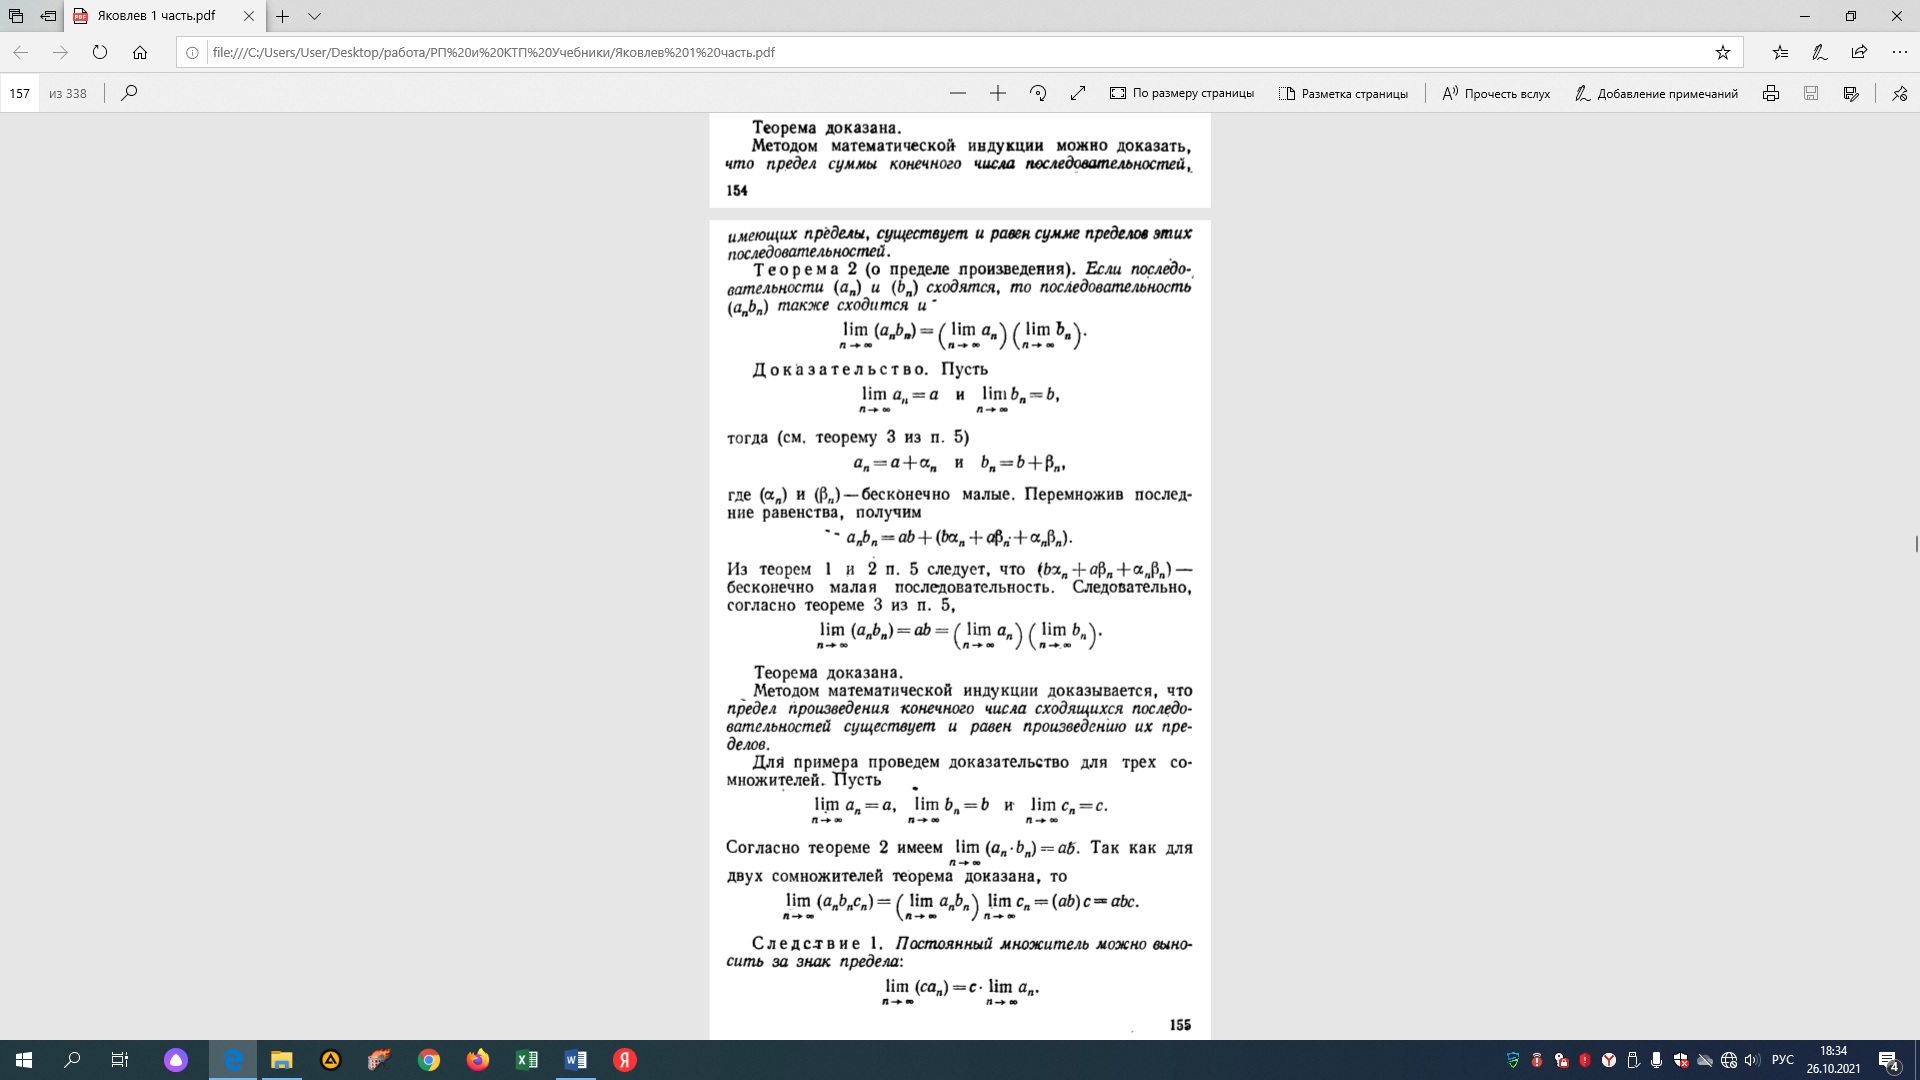 Яковлев 1 часть.pdf
file:///C:/Users/User/Desktop/работа/РП%20и%20КТП%20Учебники/Яковлев%201%20часть.pdf
157 из 338 По размеру страницы Разметка страницы Прочесть вслух Добавление примечаний
Теорема доказана.
Методом математической индукции можно доказать,
что предел суммы конечного числа последовательностей,
154
имеющих пределы, существует и равен сумме пределов этих
последовательностей.
Теорема 2 (о пределе произведения). Если последо-
вательности (aₙ) и (bₙ) сходятся, то последовательность
(aₙbₙ) также сходится и
lim (aₙbₙ) = (lim aₙ) (lim bₙ).
n→∞ n→∞ n→∞
Доказательство. Пусть
lim aₙ = a и lim bₙ = b,
n→∞ n→∞
тогда (см. теорему 3 из п. 5)
aₙ = a + αₙ и bₙ = b + βₙ,
где (αₙ) и (βₙ) — бесконечно малые. Перемножив послед-
ние равенства, получим
aₙbₙ = ab + (bαₙ + aβₙ + αₙβₙ).
Из теорем 1 и 2 п. 5 следует, что (bαₙ + aβₙ + αₙβₙ) —
бесконечно малая последовательность. Следовательно,
согласно теореме 3 из п. 5,
lim (aₙbₙ) = ab = (lim aₙ) (lim bₙ).
n→∞ n→∞ n→∞
Теорема доказана.
Методом математической индукции доказывается, что
предел произведения конечного числа сходящихся последо-
вательностей существует и равен произведению их пре-
делов.
Для примера проведем доказательство для трех со-
множителей. Пусть
lim aₙ = a, lim bₙ = b и lim cₙ = c.
n→∞ n→∞ n→∞
Согласно теореме 2 имеем lim (aₙ·bₙ) = ab. Так как для
n→∞
двух сомножителей теорема доказана, то
lim (aₙbₙcₙ) = (lim aₙbₙ) lim cₙ = (ab) c = abc.
n→∞ n→∞ n→∞
Следствие 1. Постоянный множитель можно выно-
сить за знак предела:
lim (caₙ) = c · lim aₙ.
n→∞ n→∞
155
РУС
18:34
26.10.2021
4